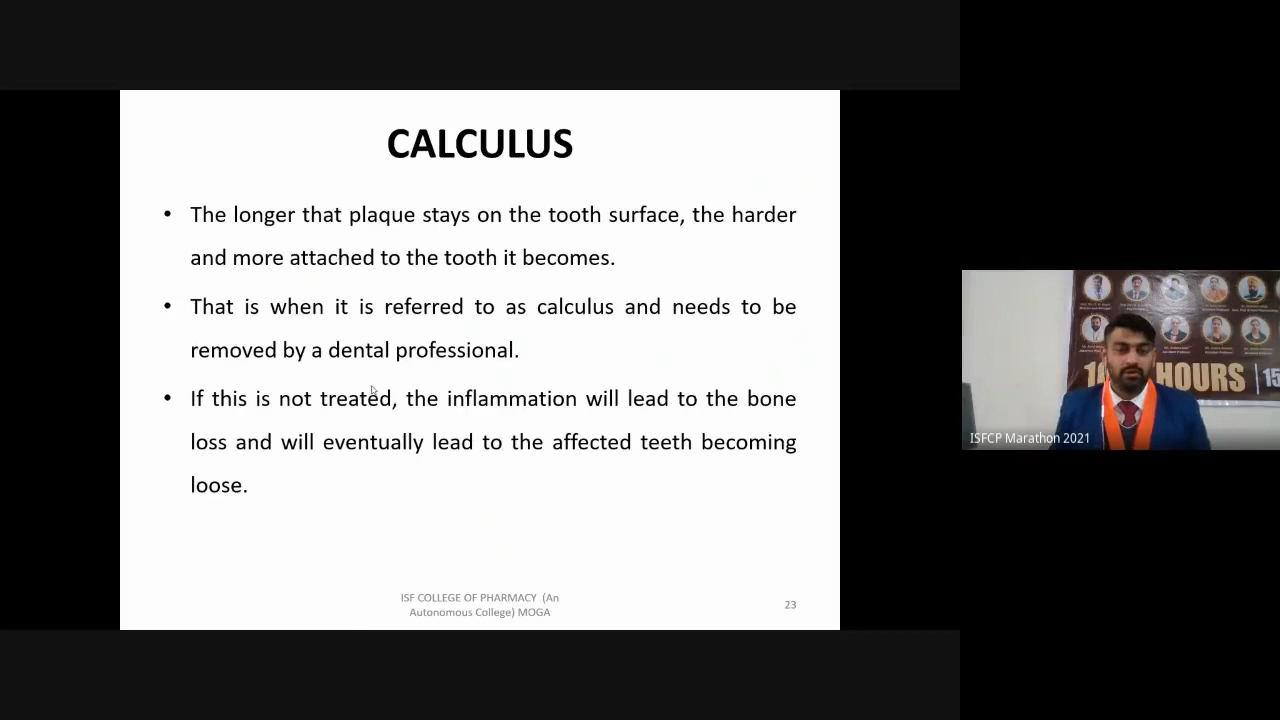 CALCULUS
• The longer that plaque stays on the tooth surface, the harder
and more attached to the tooth it becomes.
• That is when it is referred to as calculus and needs to be
removed by a dental professional.
• If this is not treated, the inflammation will lead to the bone
loss and will eventually lead to the affected teeth becoming
loose.
ISF COLLEGE OF PHARMACY (An
Autonomous College) MOGA
23
HOURS
ISFCP Marathon 2021